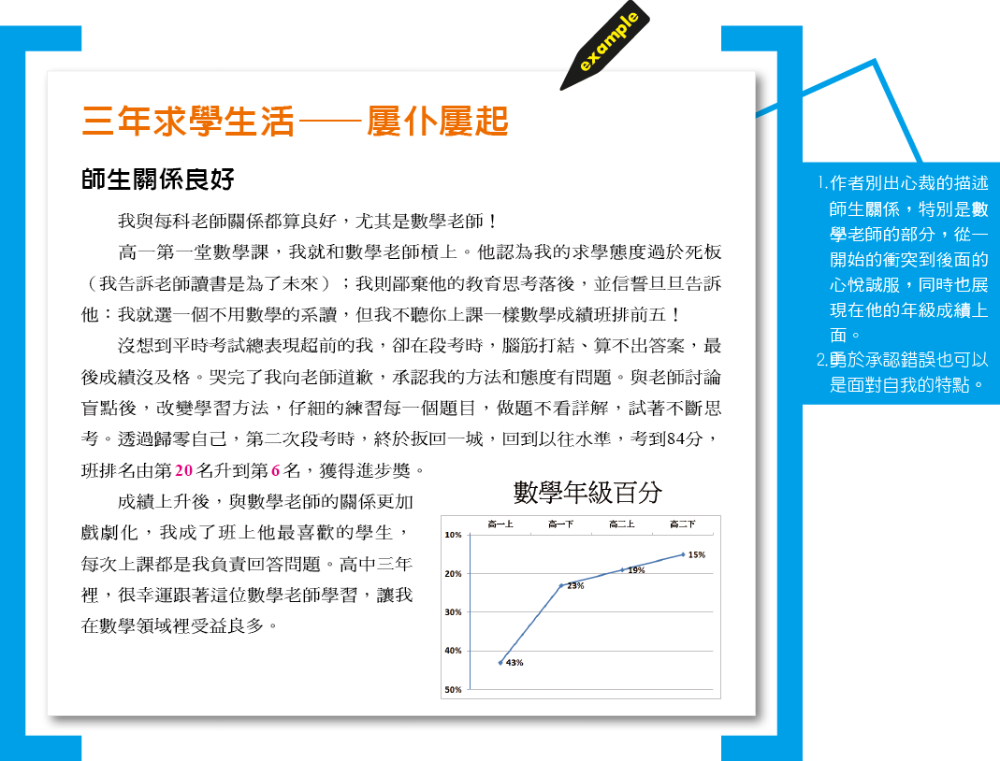 example
三年求學生活——屢仆屢起
師生關係良好
我與每科老師關係都算良好，尤其是數學老師！
高一第一堂數學課，我就和數學老師槓上。他認為我的求學態度過於死板
（我告訴老師讀書是為了未來）；我則鄙棄他的教育思考落後，並信誓旦旦告訴
他：我就選一個不用數學的系讀，但我不聽你上課一樣數學成績班排前五！
沒想到平時考試總表現超前的我，卻在段考時，腦筋打結、算不出答案，最
後成績沒及格。哭完了我向老師道歉，承認我的方法和態度有問題。與老師討論
盲點後，改變學習方法，仔細的練習每一個題目，做題不看詳解，試著不斷思
考。透過歸零自己，第二次段考時，終於扳回一城，回到以往水準，考到84分，
班排名由第20名升到第6名，獲得進步獎。
成績上升後，與數學老師的關係更加
戲劇化，我成了班上他最喜歡的學生，
每次上課都是我負責回答問題。高中三年
裡，很幸運跟著這位數學老師學習，讓我
在數學領域裡受益良多。
數學年級百分
高一上 高一下 高二上 高二下
10%
20%
30%
40%
50%
43%
23%
19%
15%
1.作者別出心裁的描述
師生關係，特別是數
學老師的部分，從一
開始的衝突到後面的
心悅誠服，同時也展
現在他的年級成績上
面。
2.勇於承認錯誤也可以
是面對自我的特點。